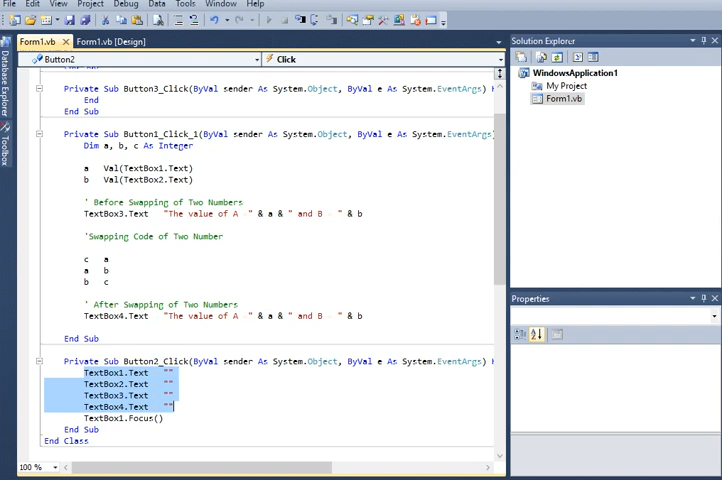 File Edit View Project Debug Data Tools Window Help
Form1.vb Form1.vb [Design]
Button2 Click
Solution Explorer
Database Explorer
Toolbox
WindowsApplication1
My Project
Form1.vb
Private Sub Button3_Click(ByVal sender As System.Object, ByVal e As System.EventArgs)
End
End Sub
Private Sub Button1_Click_1(ByVal sender As System.Object, ByVal e As System.EventArgs)
Dim a, b, c As Integer
a Val(TextBox1.Text)
b Val(TextBox2.Text)
' Before Swapping of Two Numbers
TextBox3.Text "The value of A " & a & " and B " & b
'Swapping Code of Two Number
c a
a b
b c
' After Swapping of Two Numbers
TextBox4.Text "The value of A " & a & " and B " & b
End Sub
Private Sub Button2_Click(ByVal sender As System.Object, ByVal e As System.EventArgs)
TextBox1.Text ""
TextBox2.Text ""
TextBox3.Text ""
TextBox4.Text ""
TextBox1.Focus()
End Sub
End Class
Properties
100 %